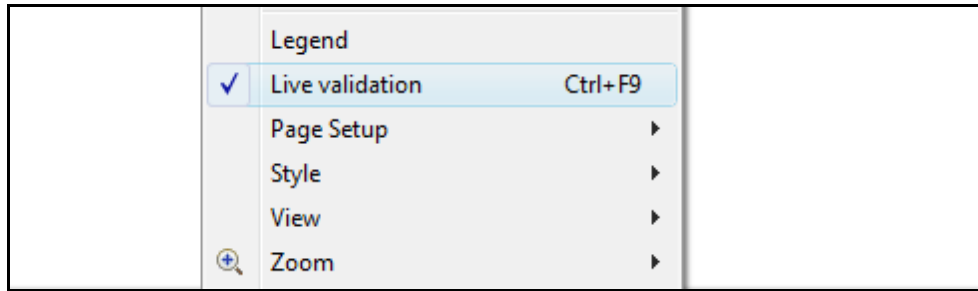 Legend
Live validation Ctrl+F9
Page Setup
Style
View
Zoom